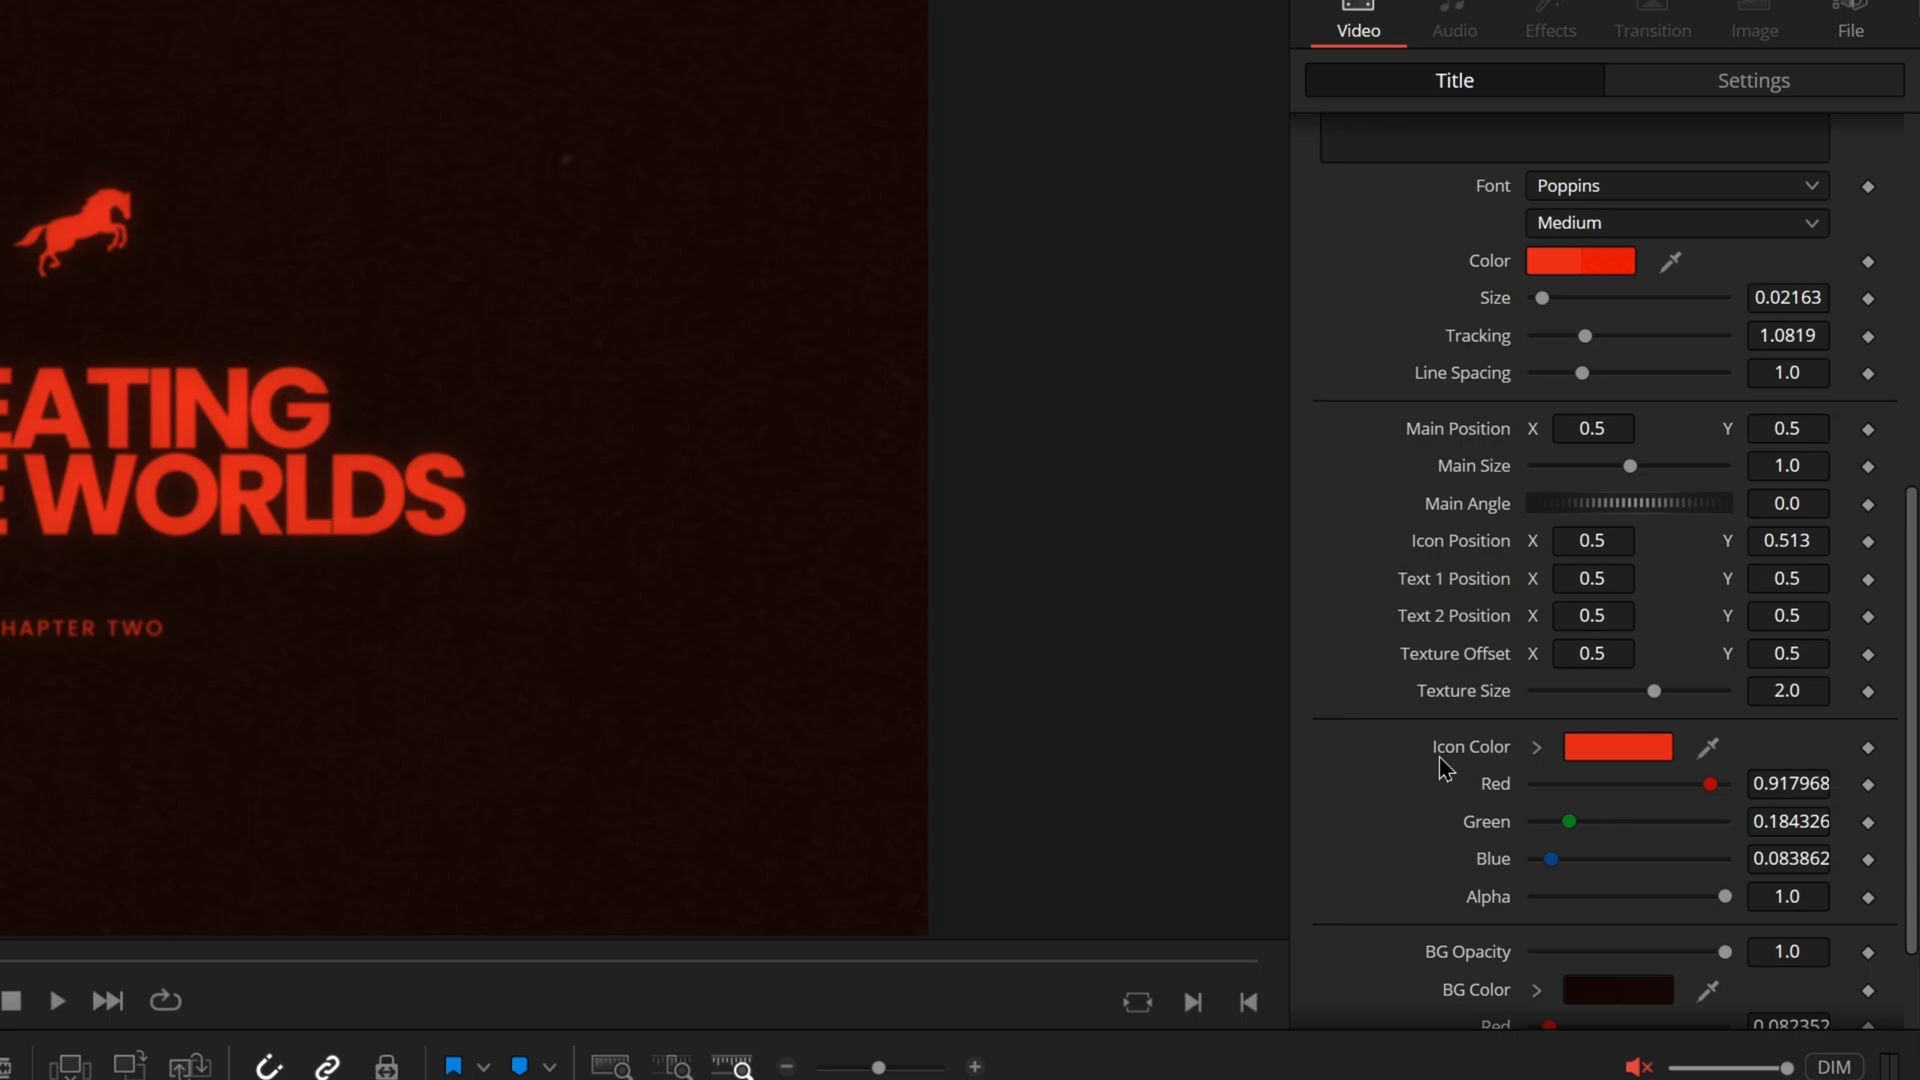 Video Audio Effects Transition Image File
Title Settings
Font Poppins
Medium
Color
Size 0.02163
Tracking 1.0819
Line Spacing 1.0
Main Position X 0.5 Y 0.5
Main Size 1.0
Main Angle 0.0
Icon Position X 0.5 Y 0.513
Text 1 Position X 0.5 Y 0.5
Text 2 Position X 0.5 Y 0.5
Texture Offset X 0.5 Y 0.5
Texture Size 2.0
Icon Color
Red 0.917968
Green 0.184326
Blue 0.083862
Alpha 1.0
BG Opacity 1.0
BG Color
Red 0.082352
EATING
E WORLDS
HAPTER TWO
DIM